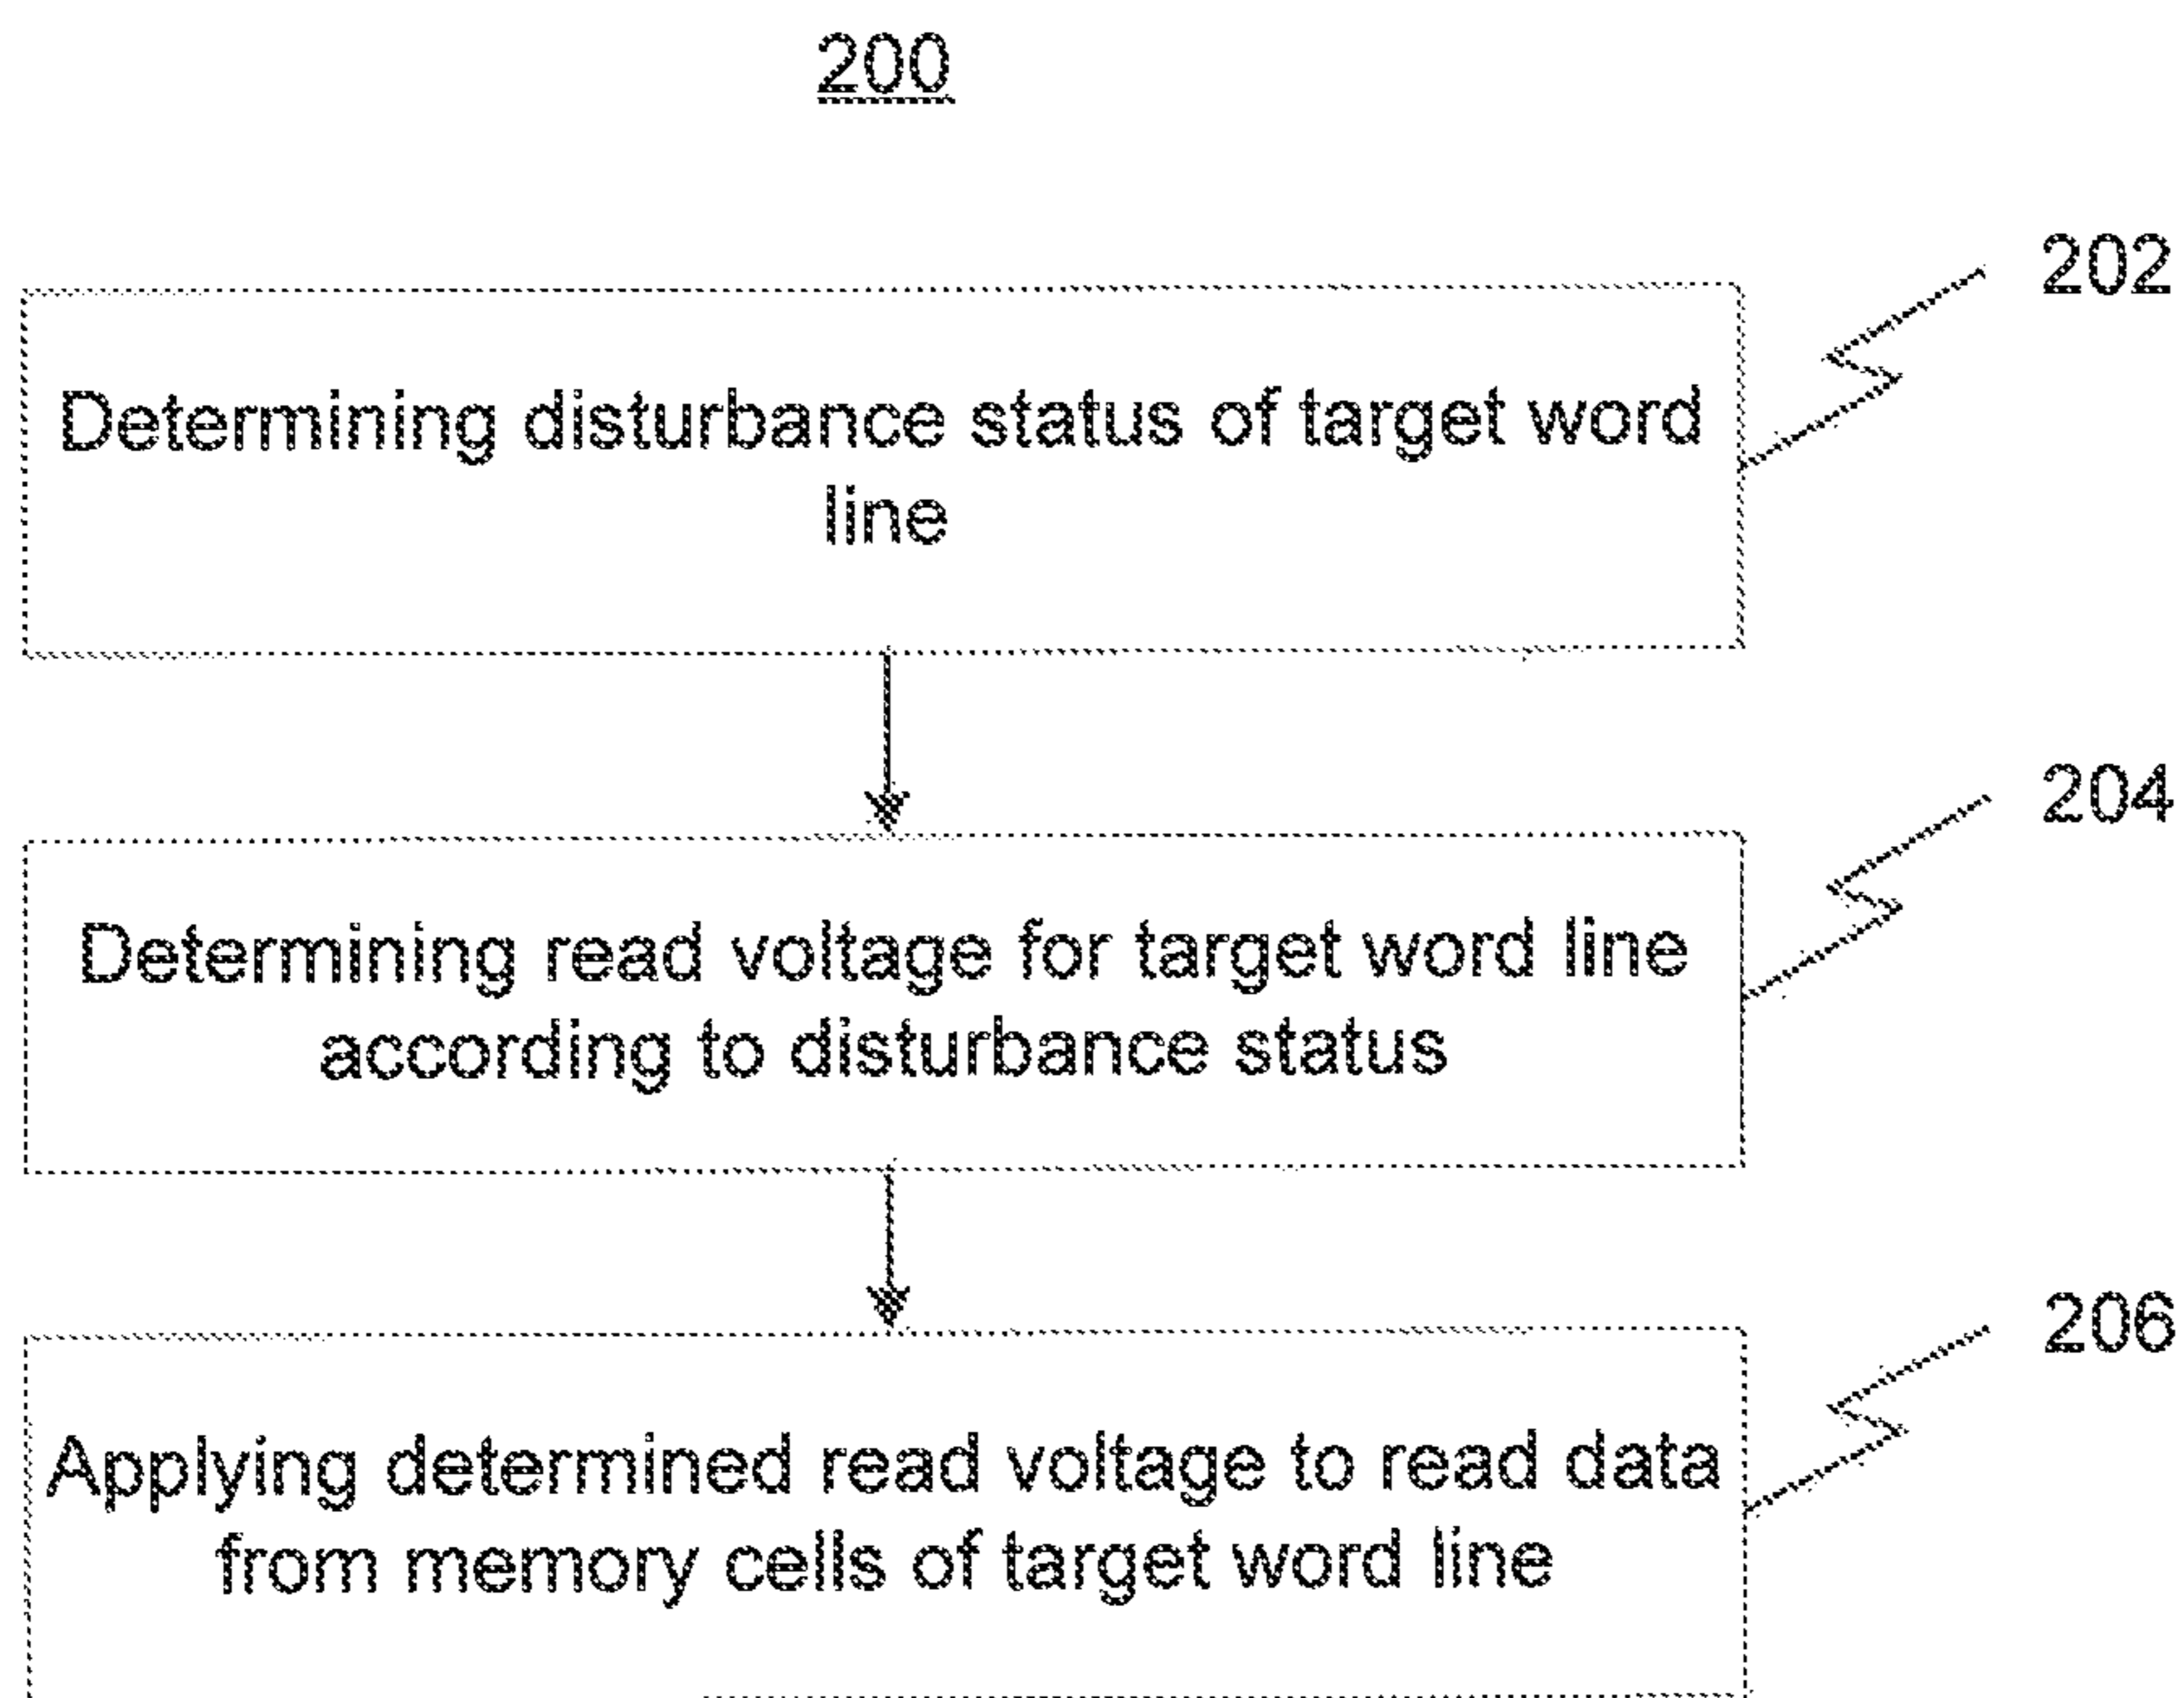 200
202
Determining disturbance status of target word
line
204
Determining read voltage for target word line
according to disturbance status
206
Applying determined read voltage to read data
from memory cells of target word line